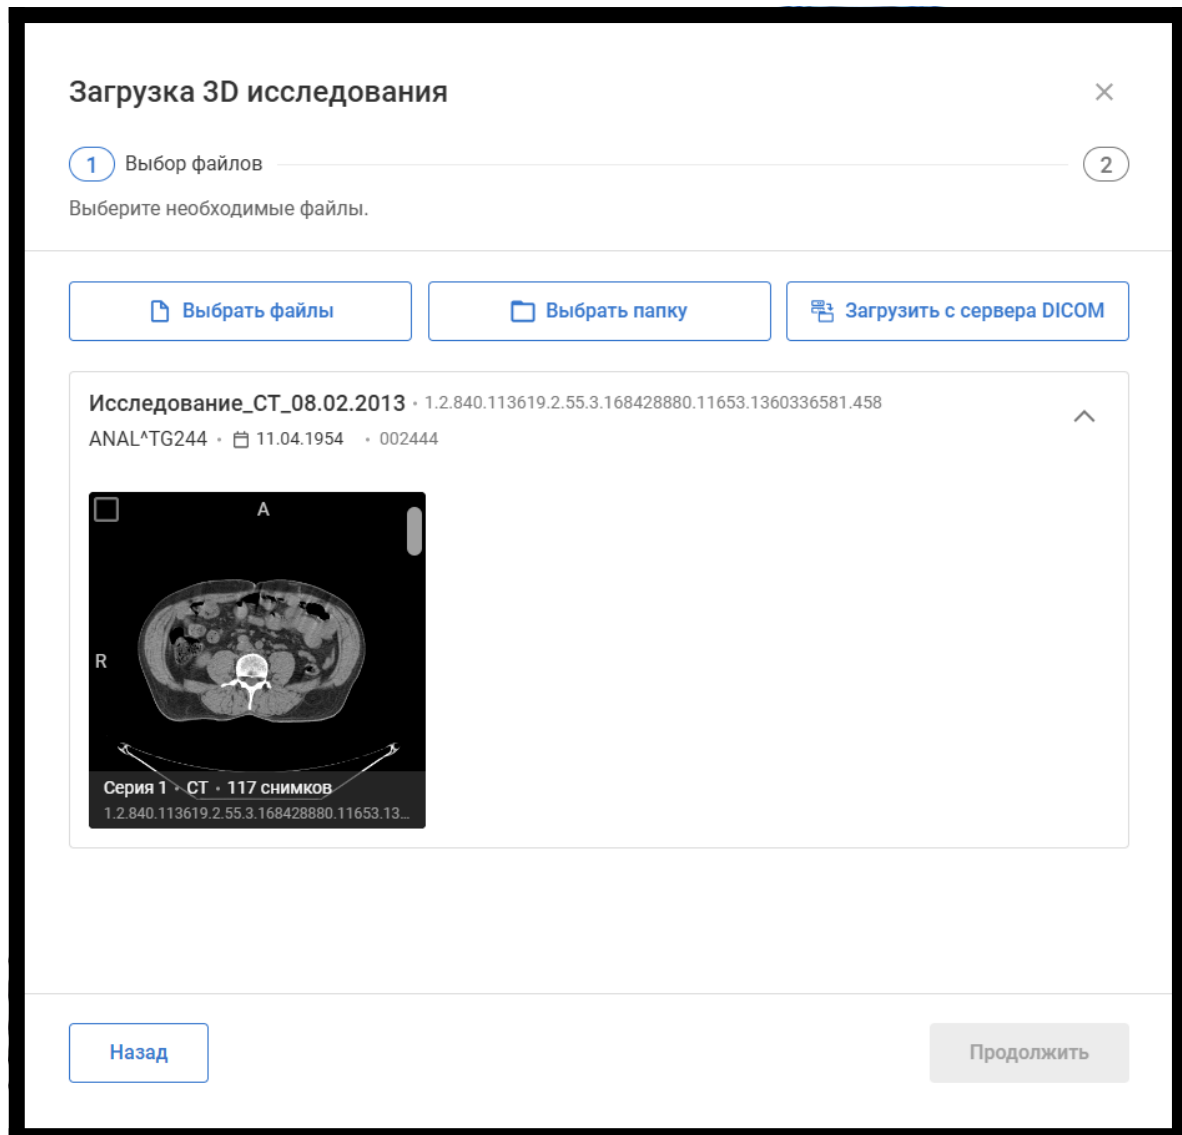 Загрузка 3D исследования
1 Выбор файлов 2
Выберите необходимые файлы.
Выбрать файлы Выбрать папку Загрузить с сервера DICOM
Исследование_CT_08.02.2013 · 1.2.840.113619.2.55.3.168428880.11653.1360336581.458
ANAL^TG244 · 11.04.1954 · 002444
A
R
Серия 1 · CT · 117 снимков
1.2.840.113619.2.55.3.168428880.11653.13...
Назад Продолжить